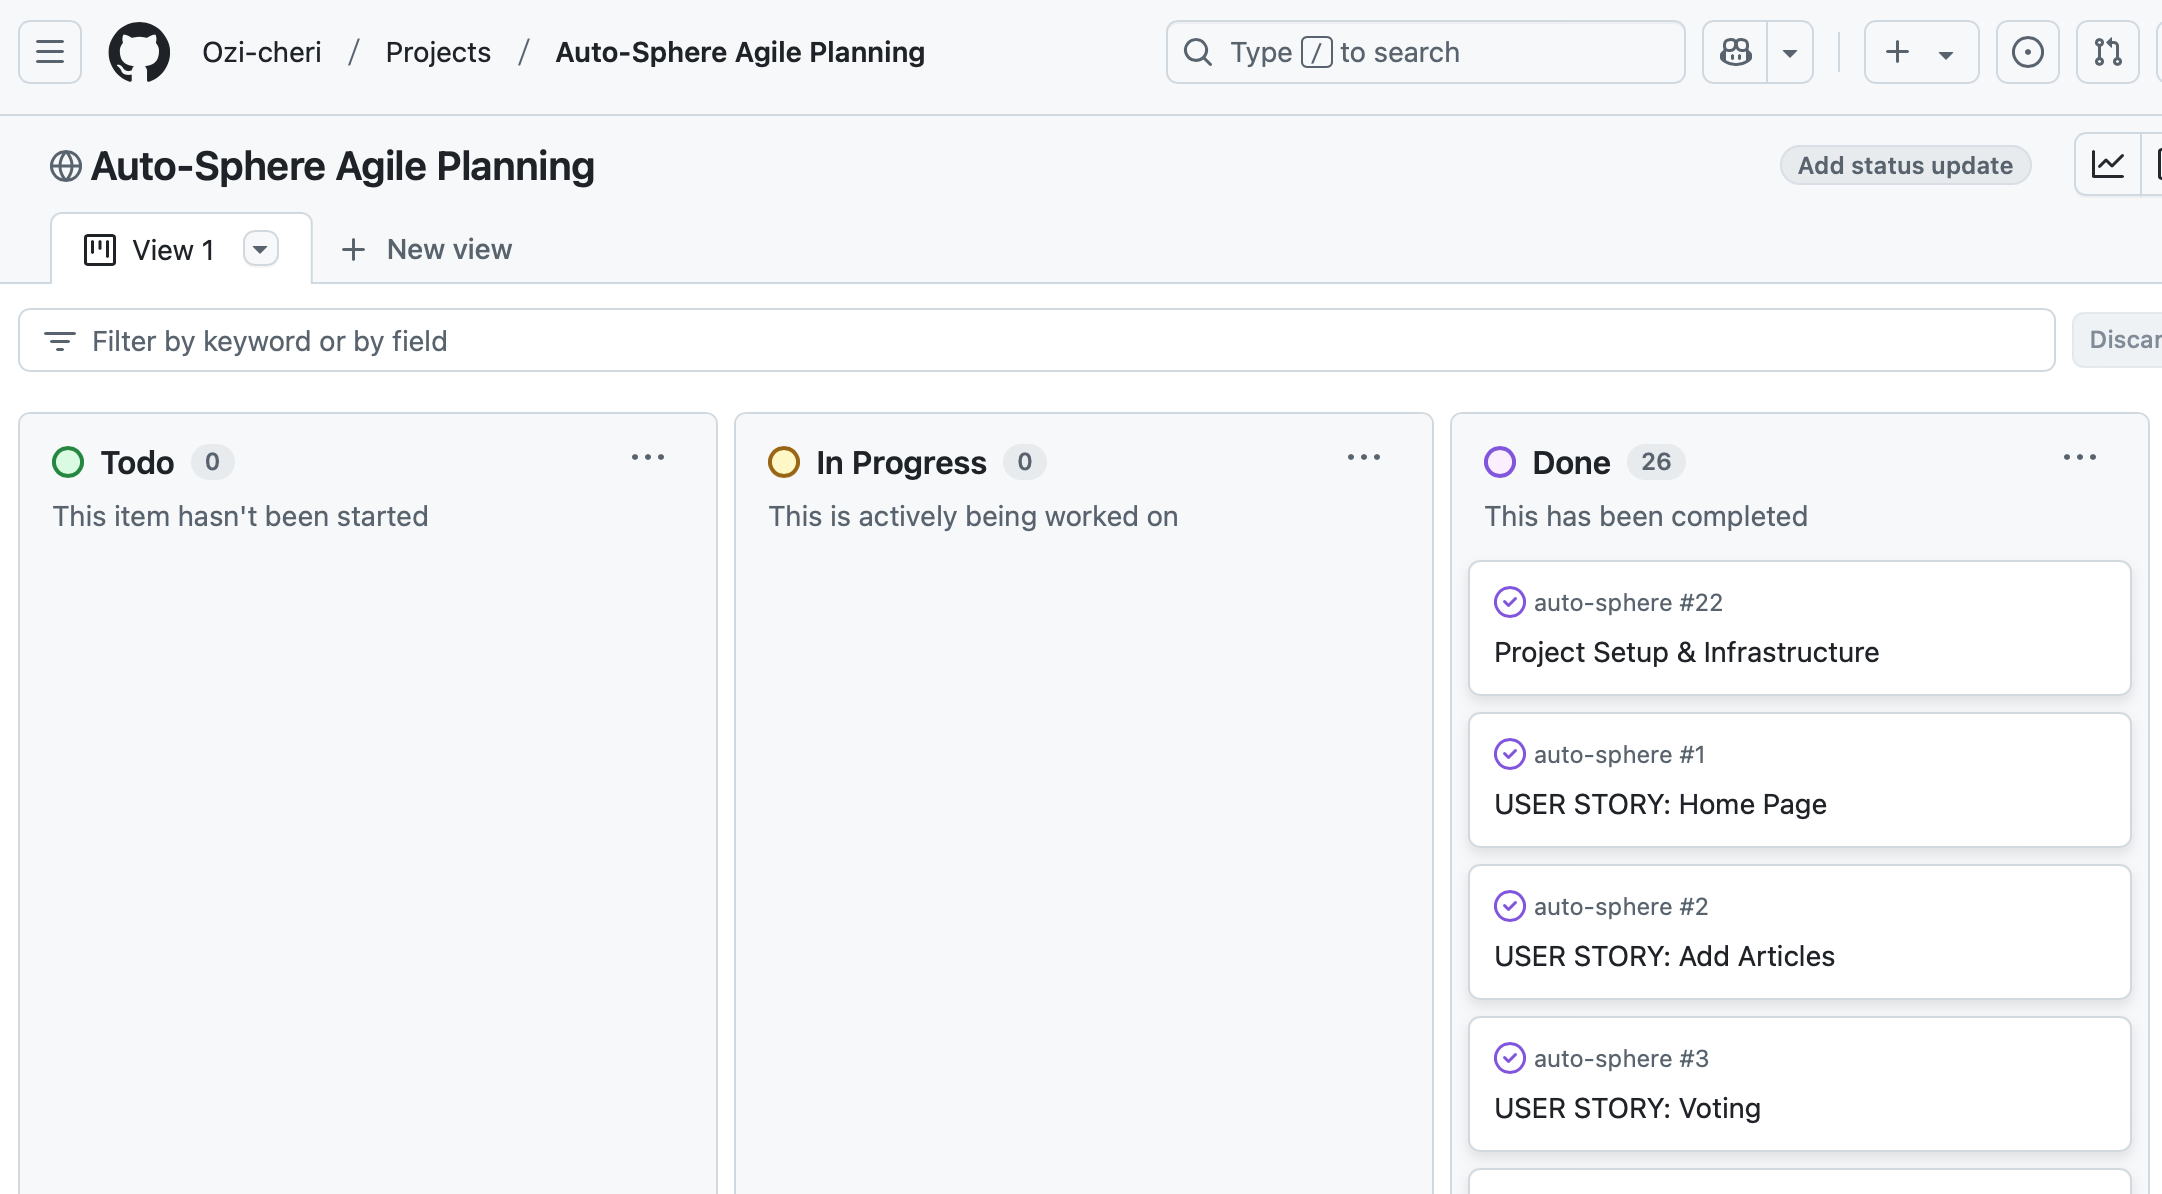 Ozi-cheri / Projects / Auto-Sphere Agile Planning
Type / to search
Auto-Sphere Agile Planning
Add status update
View 1
New view
Filter by keyword or by field
Discar
Todo 0
This item hasn't been started
In Progress 0
This is actively being worked on
Done 26
This has been completed
auto-sphere #22
Project Setup & Infrastructure
auto-sphere #1
USER STORY: Home Page
auto-sphere #2
USER STORY: Add Articles
auto-sphere #3
USER STORY: Voting